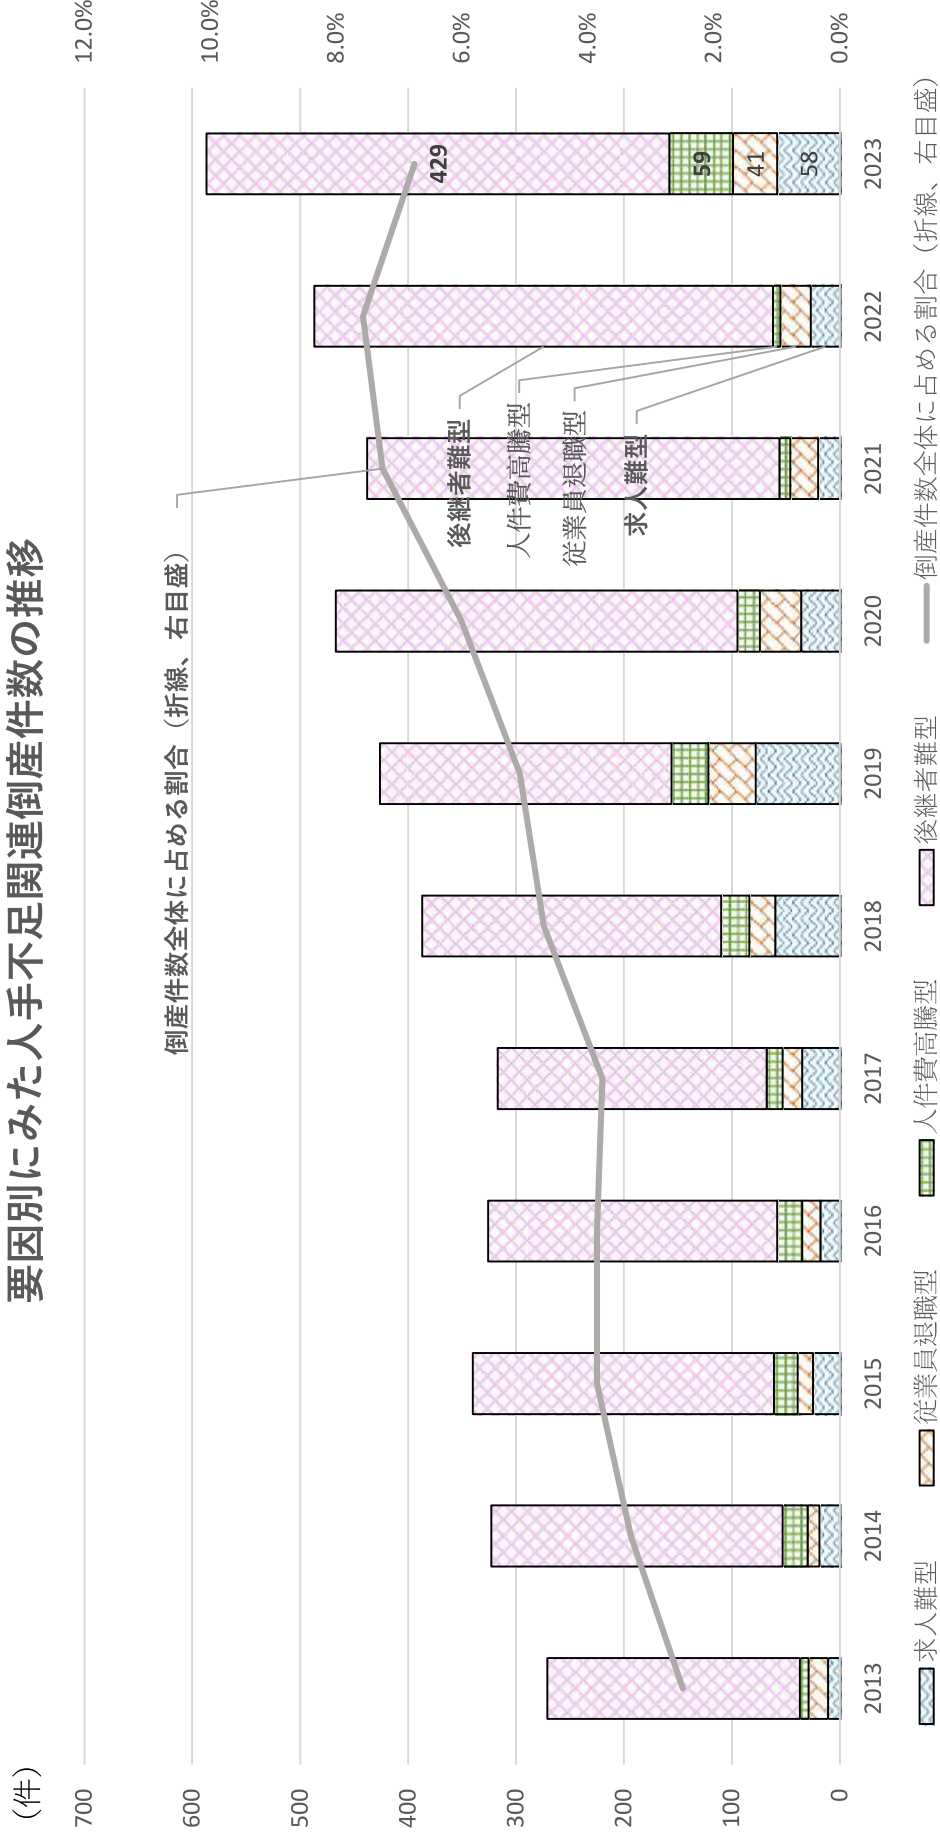 要因別にみた人手不足関連倒産件数の推移
（件）
700
600
500
400
300
200
100
0
12.0%
10.0%
8.0%
6.0%
4.0%
2.0%
0.0%
倒産件数全体に占める割合（折線、右目盛）
後継者難型
人件費高騰型
従業員退職型
求人難型
429
59
41
58
2013 2014 2015 2016 2017 2018 2019 2020 2021 2022 2023
求人難型 従業員退職型 人件費高騰型 後継者難型 倒産件数全体に占める割合（折線、右目盛）